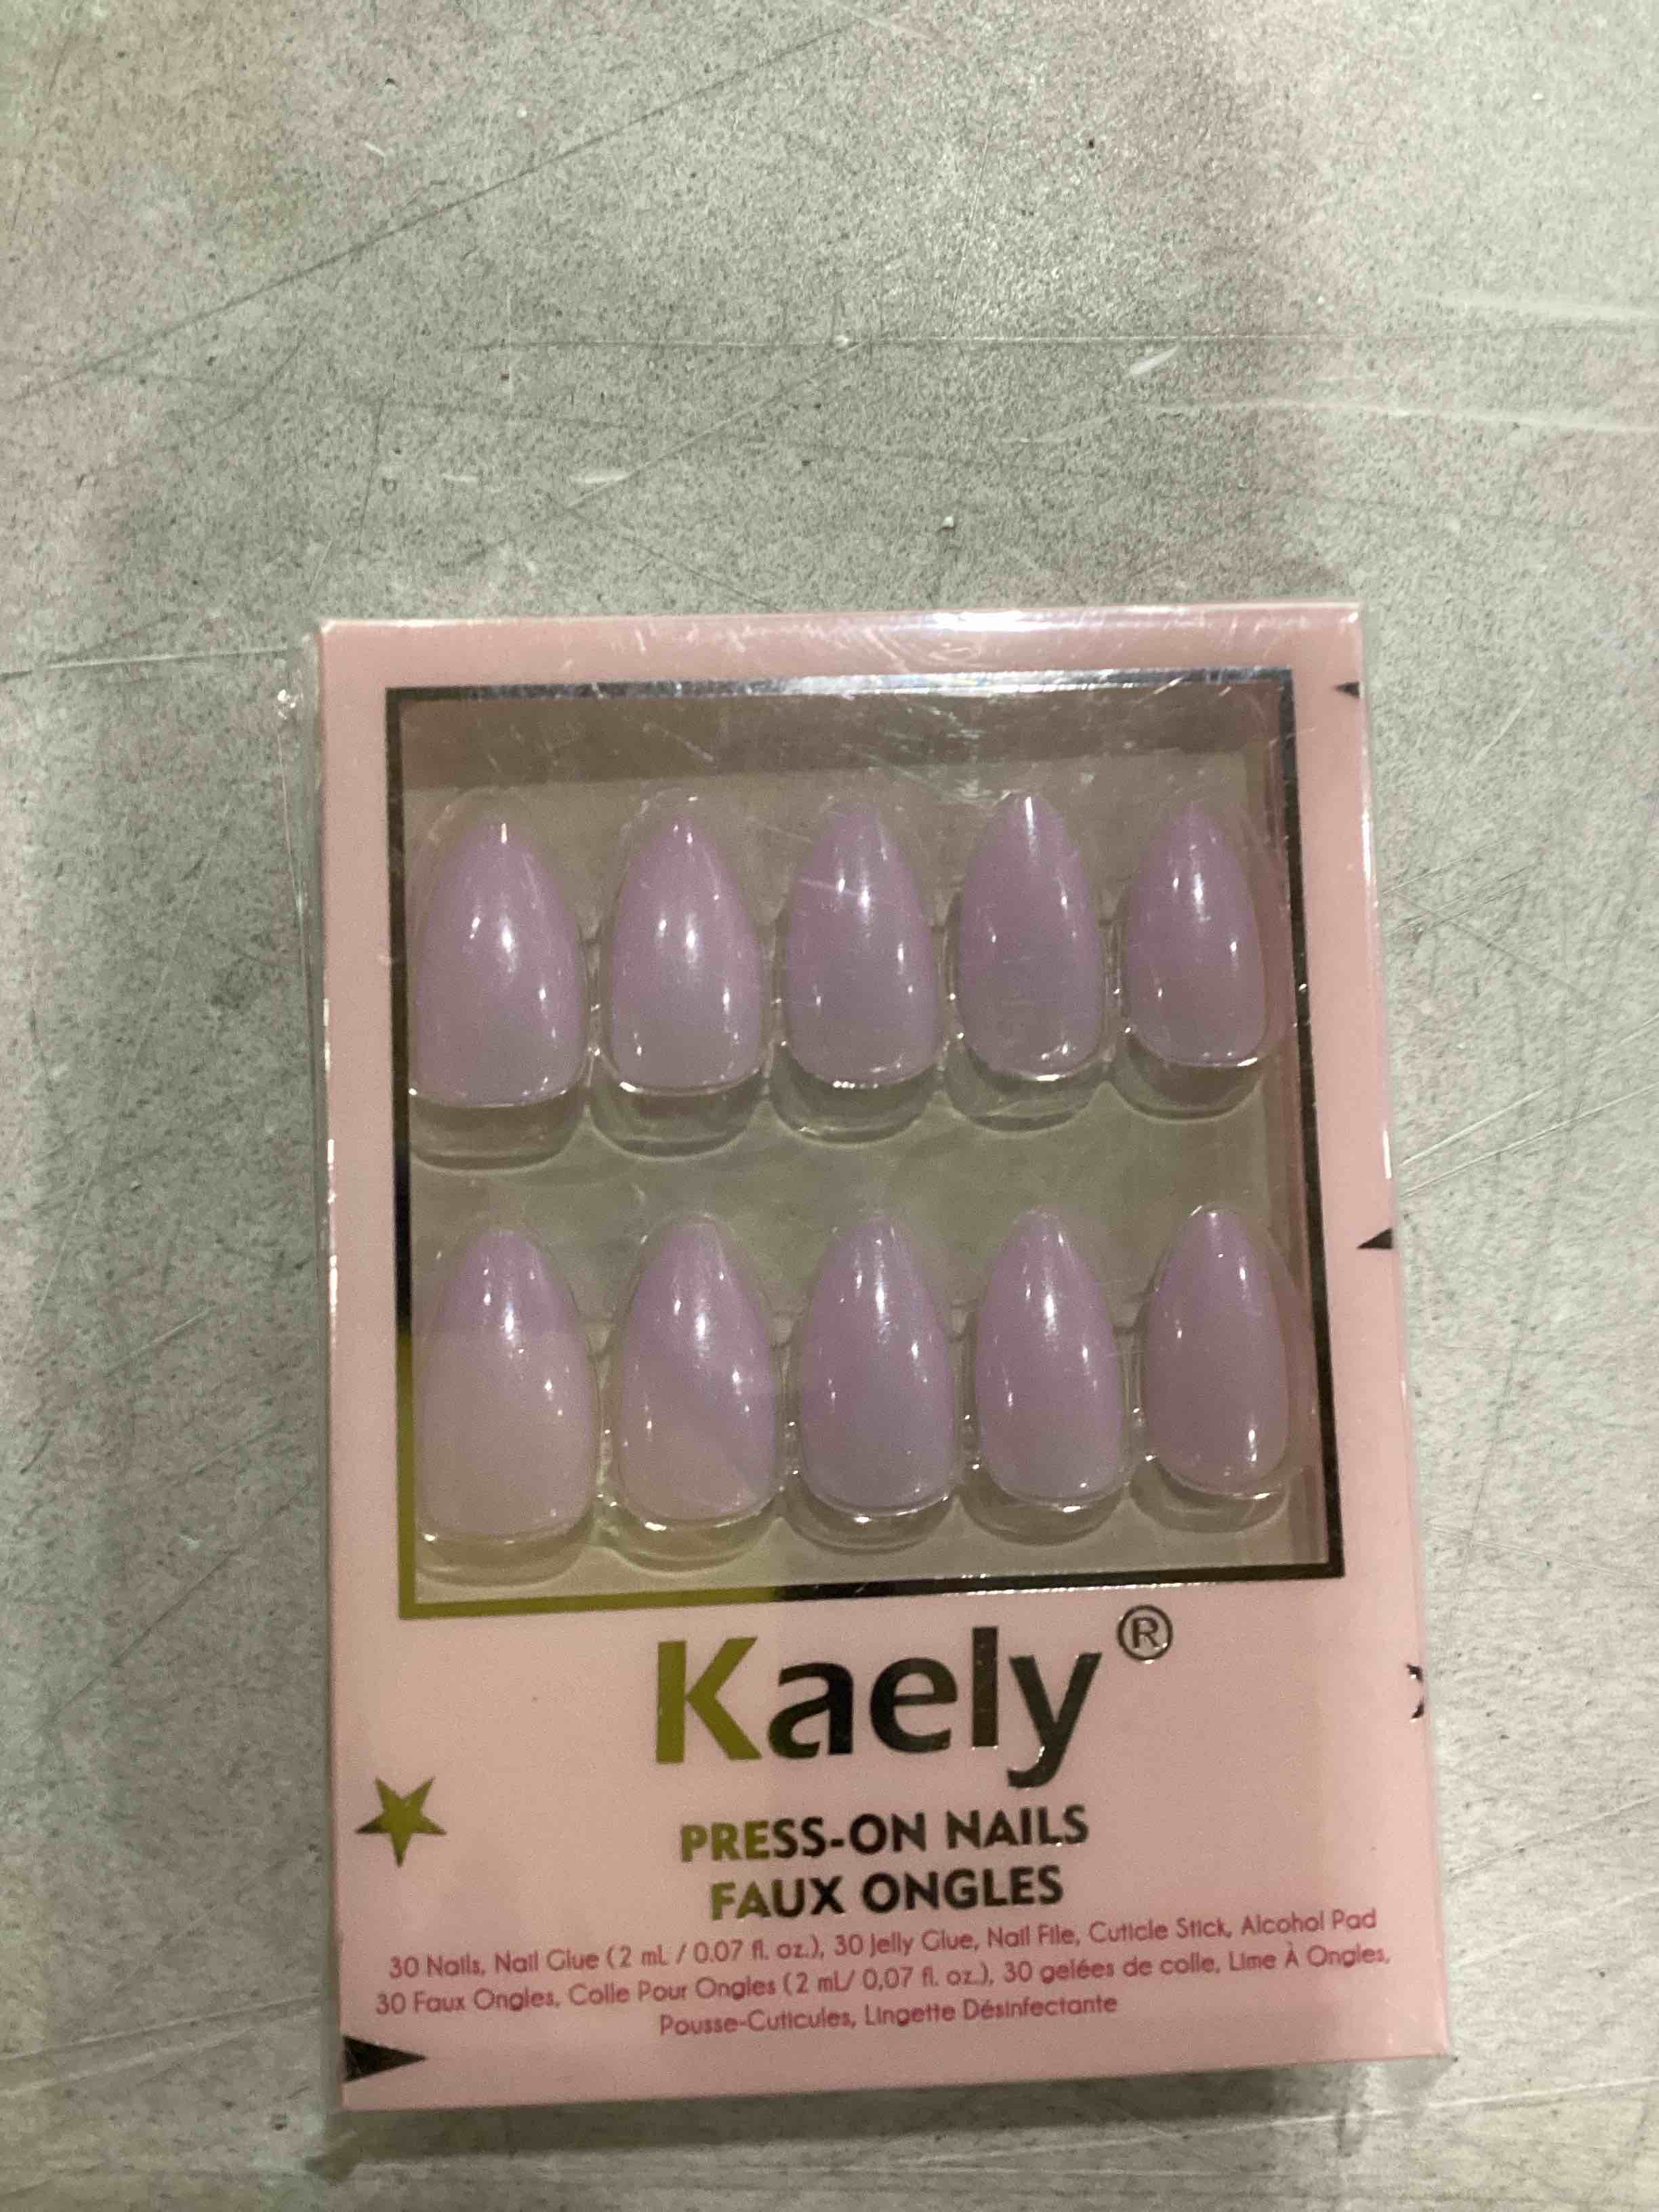 Kaely®
PRESS-ON NAILS
FAUX ONGLES
30 Nails, Nail Glue (2 mL / 0.07 fl. oz.), 30 Jelly Glue, Nail File, Cuticle Stick, Alcohol Pad
30 Faux Ongles, Colle Pour Ongles (2 mL/ 0,07 fl. oz.), 30 gelées de colle, Lime À Ongles,
Pousse-Cuticules, Lingette Désinfectante